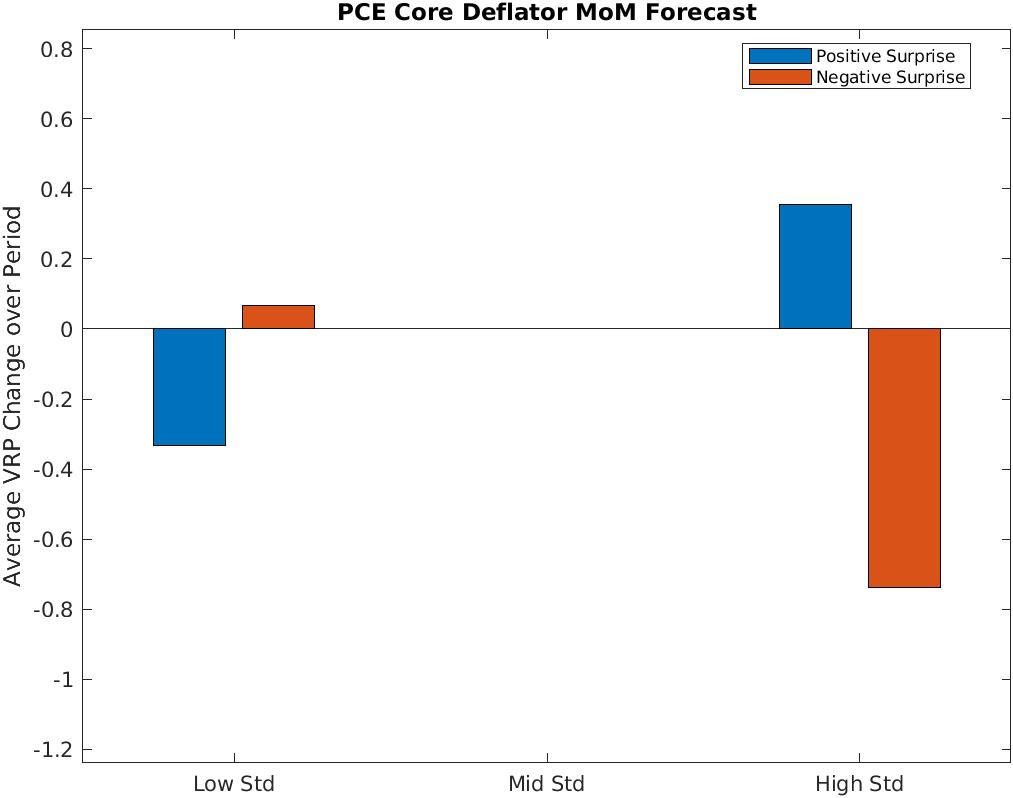 PCE Core Deflator MoM Forecast
Positive Surprise
Negative Surprise
Average VRP Change over Period
0.8
0.6
0.4
0.2
0
-0.2
-0.4
-0.6
-0.8
-1
-1.2
Low Std
Mid Std
High Std